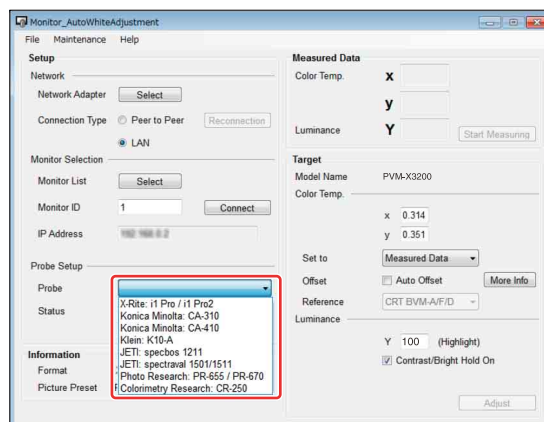 Monitor_AutoWhiteAdjustment
File Maintenance Help
Setup
Network
Network Adapter Select
Connection Type Peer to Peer Reconnection
LAN
Monitor Selection
Monitor List Select
Monitor ID 1 Connect
IP Address
Probe Setup
Probe
Status
X-Rite: i1 Pro / i1 Pro2
Konica Minolta: CA-310
Konica Minolta: CA-410
Klein: K10-A
JETI: specbos 1211
JETI: spectraval 1501/1511
Photo Research: PR-655 / PR-670
Colorimetry Research: CR-250
Information
Format
Picture Preset
Measured Data
Color Temp. x
y
Luminance Y Start Measuring
Target
Model Name PVM-X3200
Color Temp.
x 0.314
y 0.351
Set to Measured Data
Offset Auto Offset More Info
Reference CRT BVM-A/F/D
Luminance
Y 100 (Highlight)
Contrast/Bright Hold On
Adjust